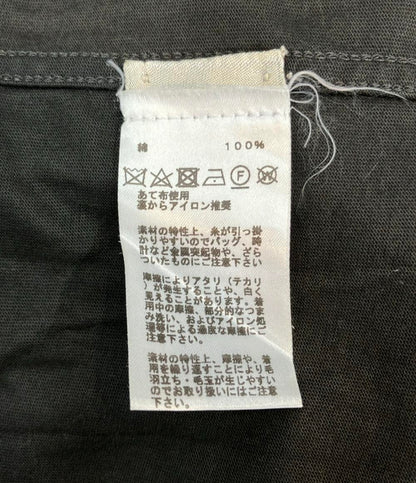 綿 100%
あて布使用
裏からアイロン推奨
素材の特性上、糸が引っ掛
かりやすいのでバッグ、時
計など金属突起物や、ざら
ついたものにご注意下さい
摩擦によりアタリ(テカリ
)が発生することや、白く
見えることがあります。着
用中の摩擦、部分的なつま
み洗い、およびアイロン処
理等による過度な摩擦にご
注意下さい。
素材の特性上、摩擦や、着
用を繰り返すことで毛
羽立ち・毛玉が生じやすい
のでお取り扱いにはご注意
下さい。